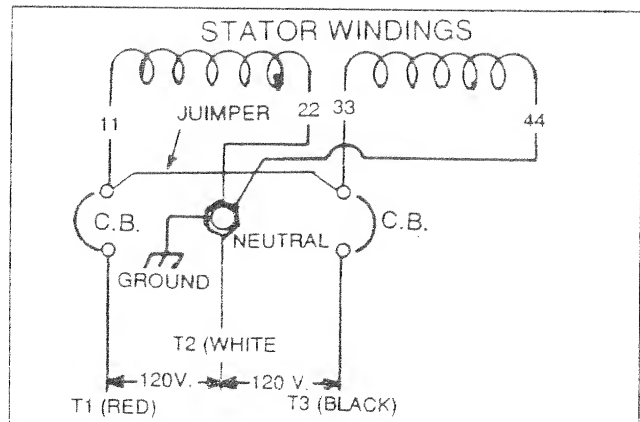 STATOR WINDINGS
11
JUIMPER
22
33
44
C.B.
NEUTRAL
C.B.
GROUND
T2 (WHITE
120V.
120 V.
T1 (RED)
T3 (BLACK)